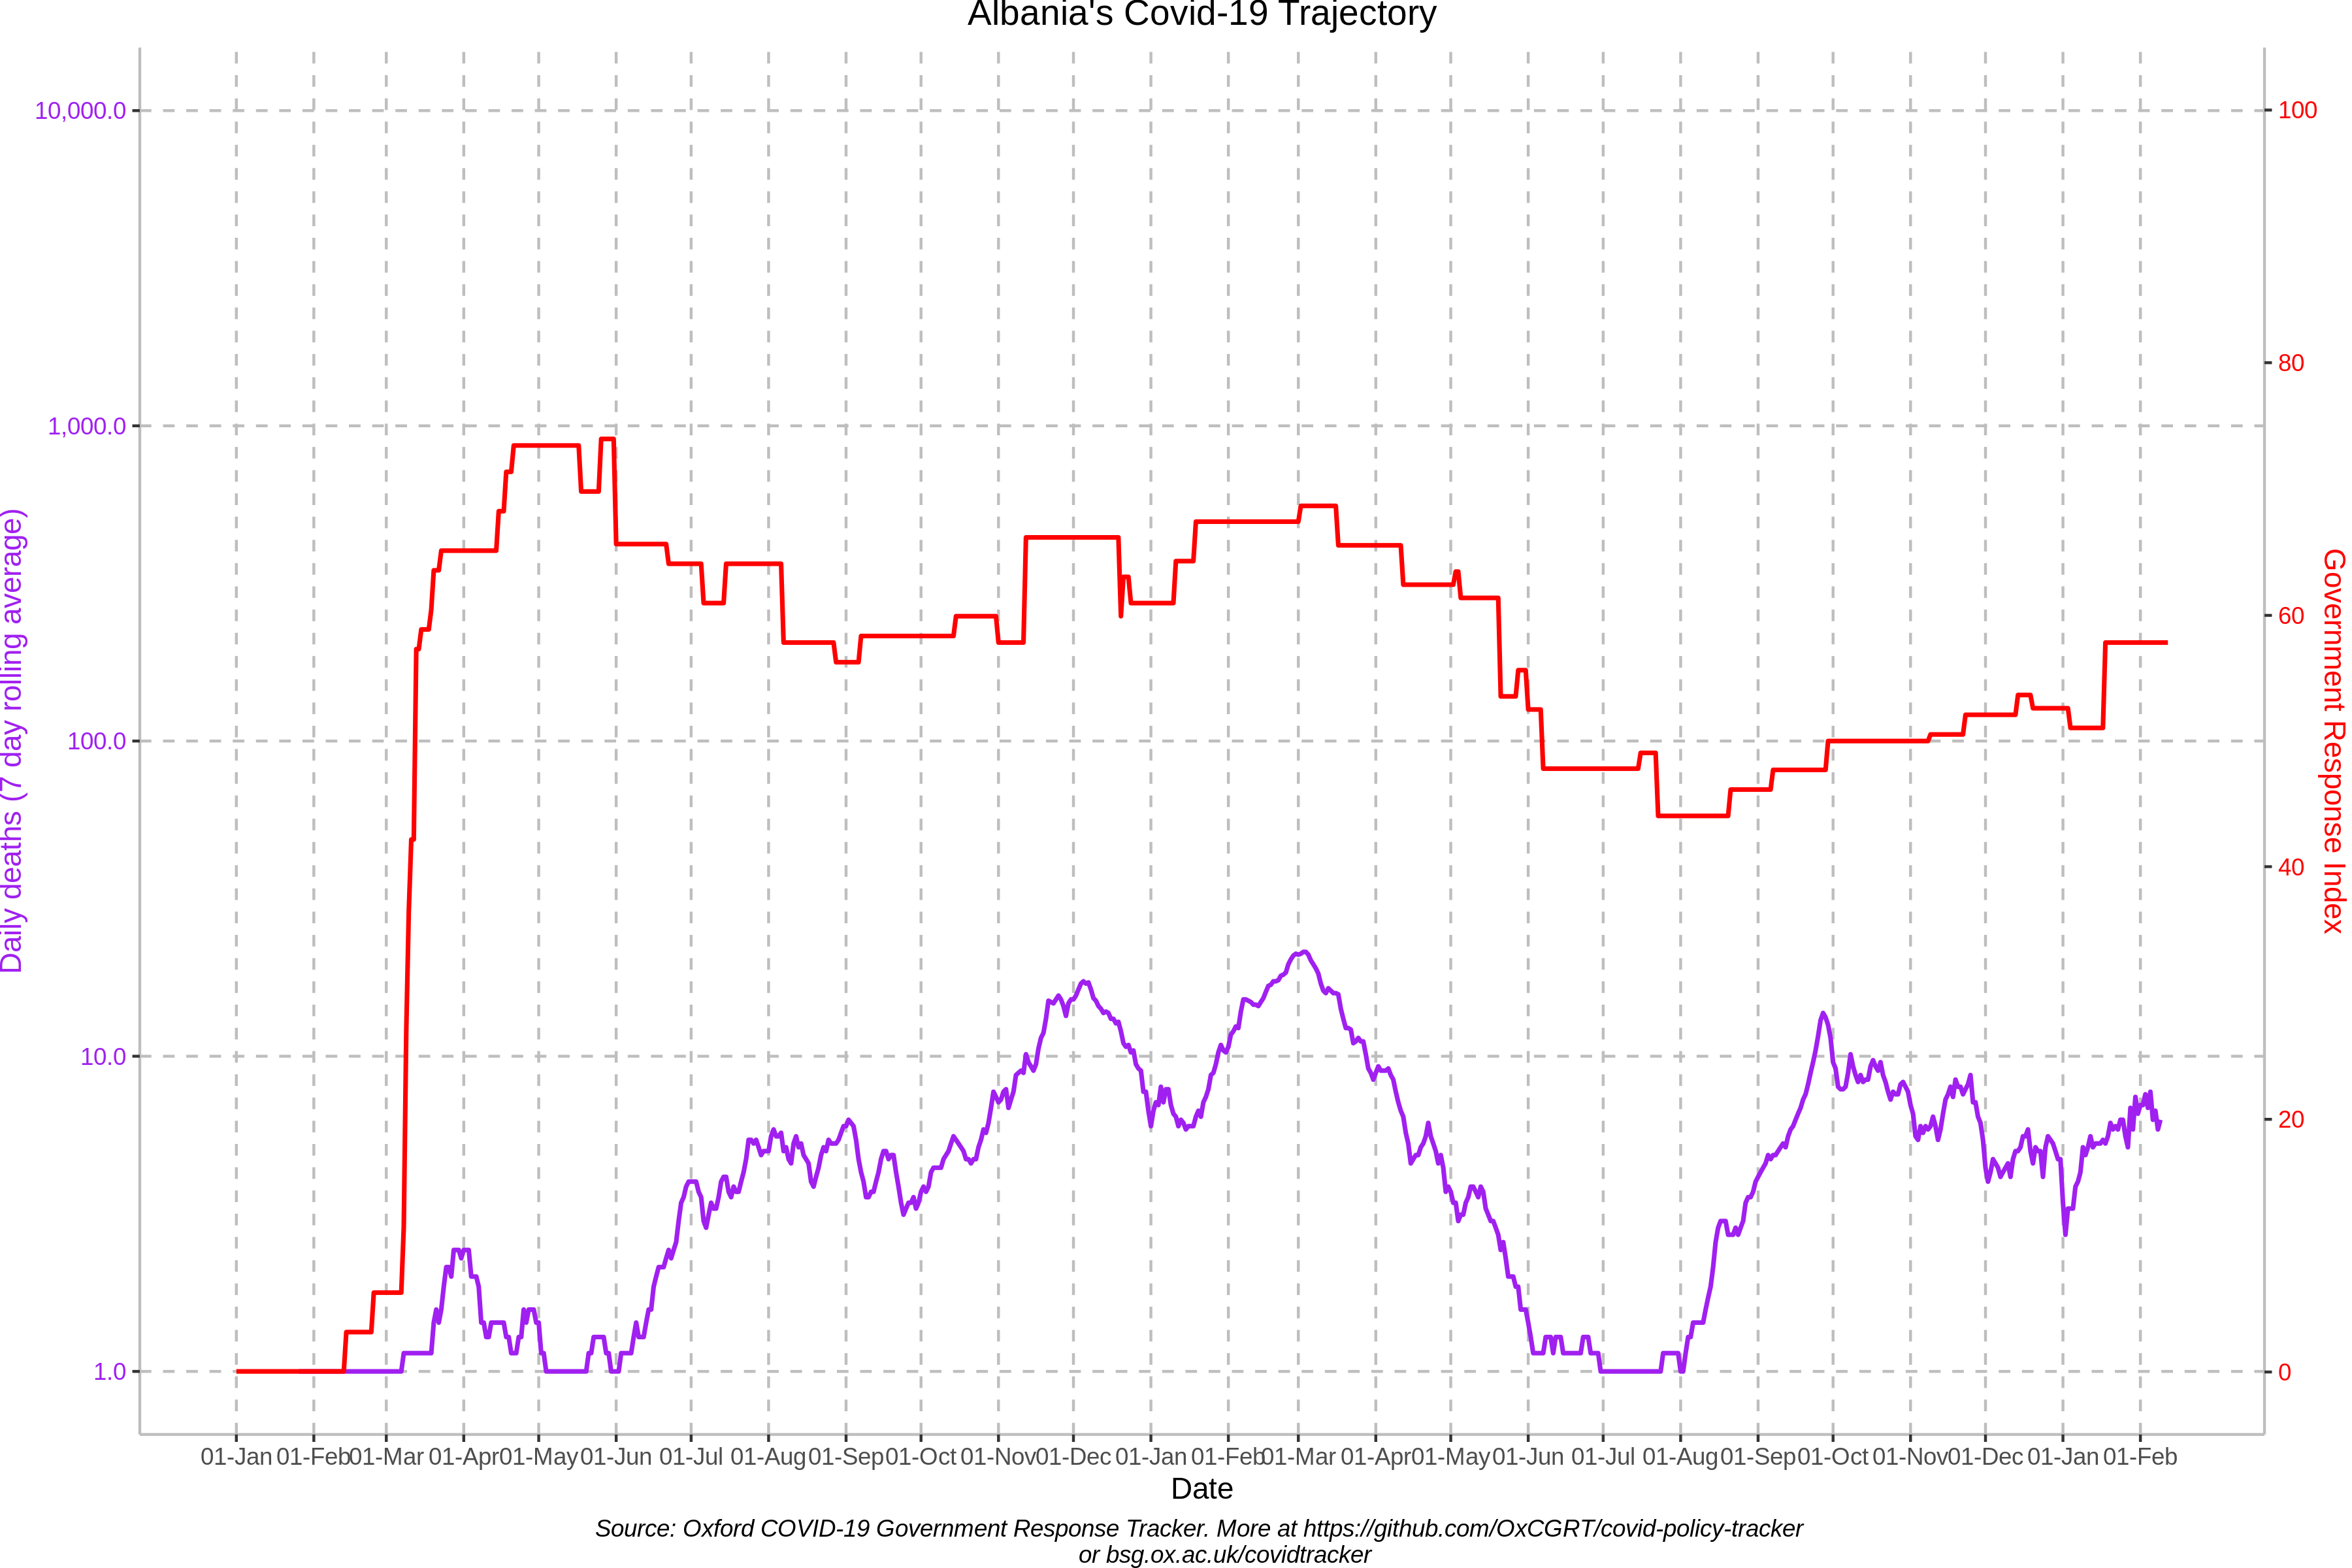 Albania's Covid-19 Trajectory
10,000.0
1,000.0
100.0
10.0
1.0
Daily deaths (7 day rolling average)
100
80
60
40
20
0
Government Response Index
01-Jan 01-Feb 01-Mar 01-Apr 01-May 01-Jun 01-Jul 01-Aug 01-Sep 01-Oct 01-Nov 01-Dec 01-Jan 01-Feb 01-Mar 01-Apr 01-May 01-Jun 01-Jul 01-Aug 01-Sep 01-Oct 01-Nov 01-Dec 01-Jan 01-Feb
Date
Source: Oxford COVID-19 Government Response Tracker. More at https://github.com/OxCGRT/covid-policy-tracker
or bsg.ox.ac.uk/covidtracker